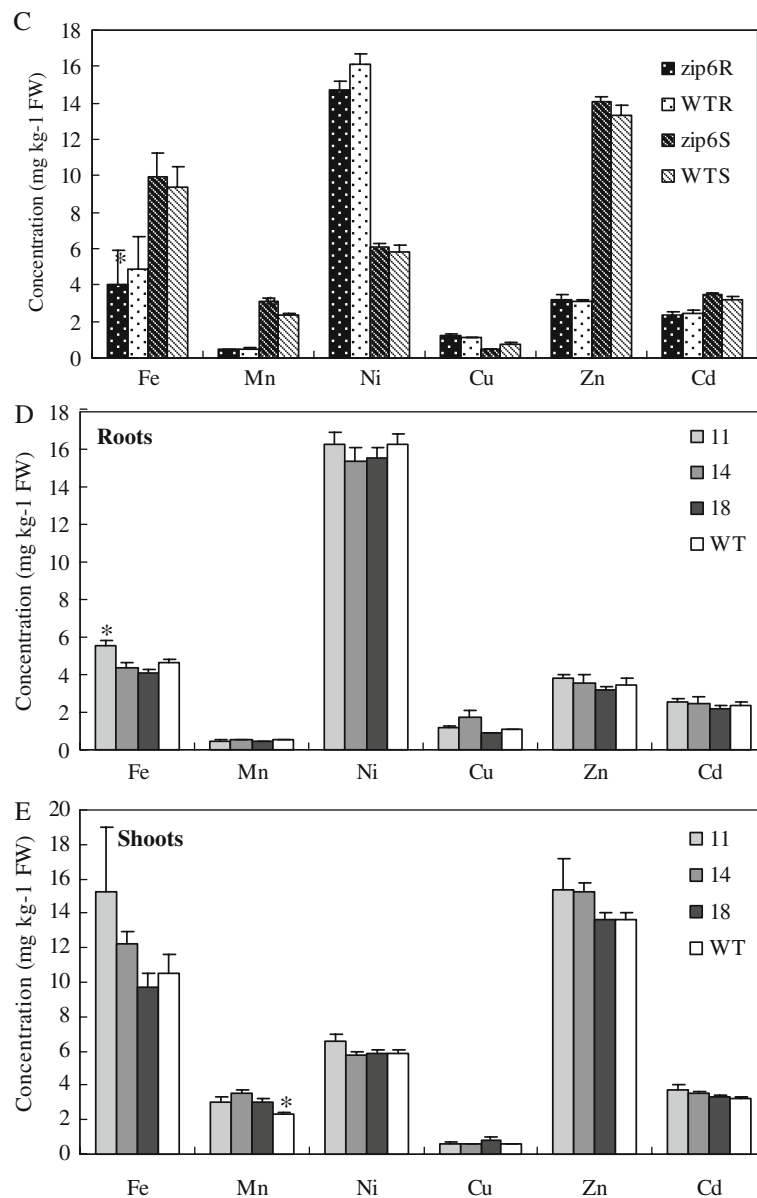 C
Concentration (mg kg-1 FW)
18
16
14
12
10
8
6
4
2
0
*
zip6R
WTR
zip6S
WTS
Fe Mn Ni Cu Zn Cd
D
Roots
Concentration (mg kg-1 FW)
18
16
14
12
10
8
6
4
2
0
*
11
14
18
WT
Fe Mn Ni Cu Zn Cd
E
Shoots
Concentration (mg kg-1 FW)
20
18
16
14
12
10
8
6
4
2
0
*
11
14
18
WT
Fe Mn Ni Cu Zn Cd